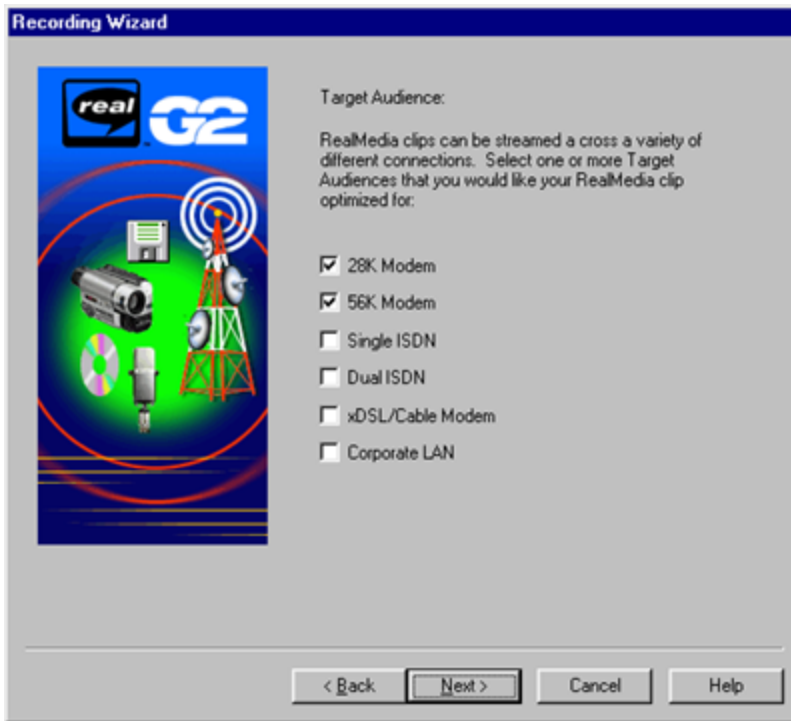 Recording Wizard
real G2
Target Audience:
RealMedia clips can be streamed a cross a variety of
different connections. Select one or more Target
Audiences that you would like your RealMedia clip
optimized for:
28K Modem
56K Modem
Single ISDN
Dual ISDN
xDSL/Cable Modem
Corporate LAN
< Back Next > Cancel Help